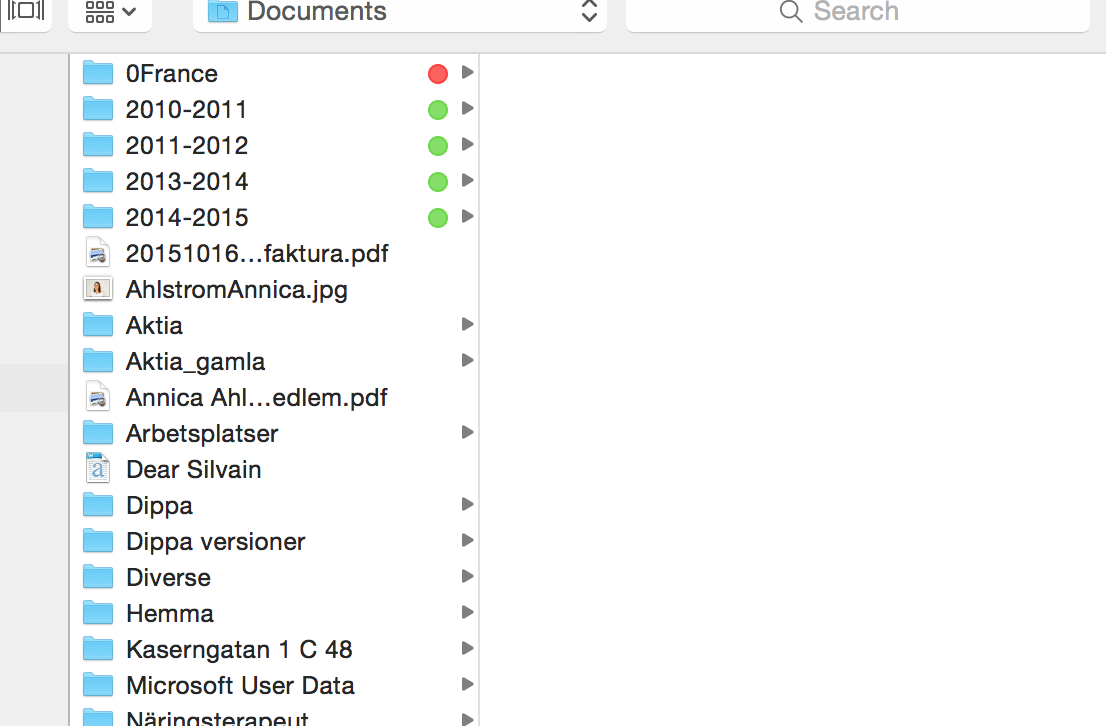 Documents
Search
0France
2010-2011
2011-2012
2013-2014
2014-2015
20151016...faktura.pdf
AhlstromAnnica.jpg
Aktia
Aktia_gamla
Annica Ahl...edlem.pdf
Arbetsplatser
Dear Silvain
Dippa
Dippa versioner
Diverse
Hemma
Kaserngatan 1 C 48
Microsoft User Data
Näringsterapeut